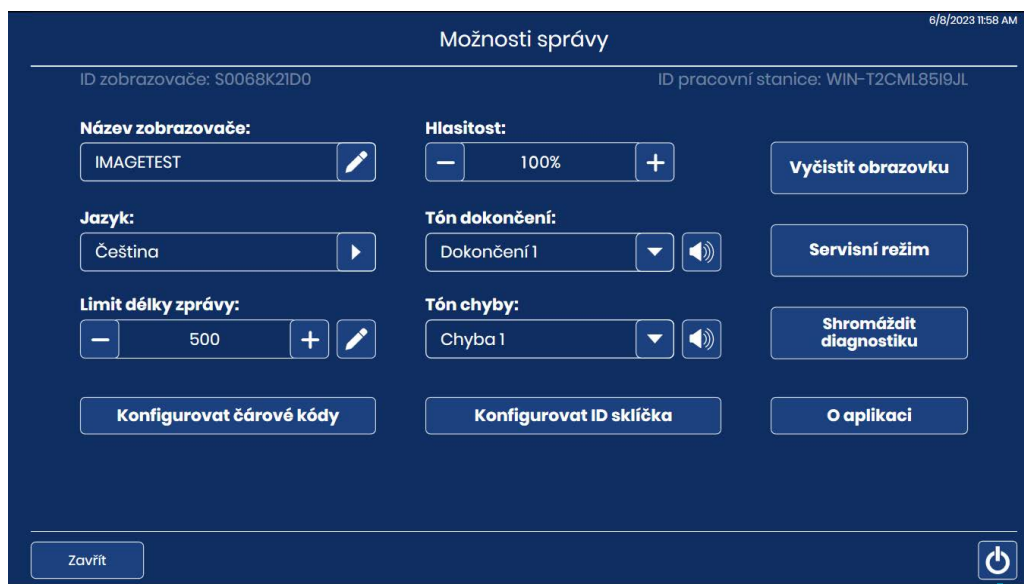 6/8/2023 11:58 AM
Možnosti správy
ID zobrazovače: S0068K21D0
ID pracovní stanice: WIN-T2CML85I9JL
Název zobrazovače:
IMAGETEST
Hlasitost:
100%
Vyčistit obrazovku
Jazyk:
Čeština
Tón dokončení:
Dokončení 1
Servisní režim
Limit délky zprávy:
500
Tón chyby:
Chyba 1
Shromáždit
diagnostiku
Konfigurovat čárové kódy
Konfigurovat ID sklíčka
O aplikaci
Zavřít